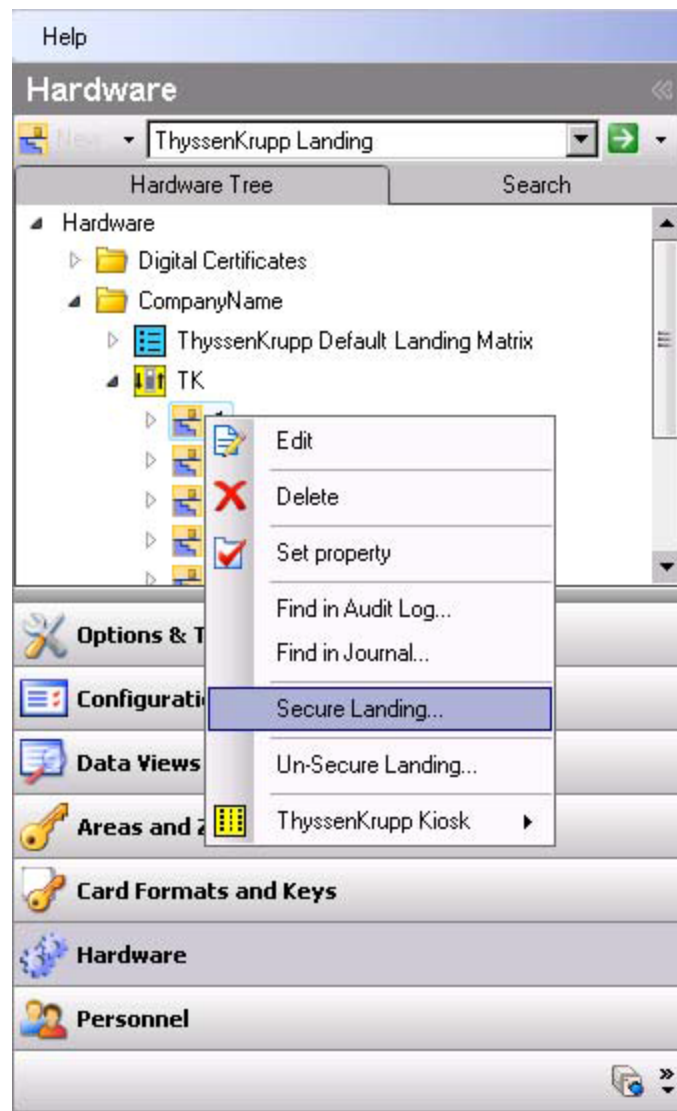 Help
Hardware
New
ThyssenKrupp Landing
Hardware Tree
Search
Hardware
Digital Certificates
CompanyName
ThyssenKrupp Default Landing Matrix
TK
Edit
Delete
Set property
Find in Audit Log...
Find in Journal...
Secure Landing...
Un-Secure Landing...
ThyssenKrupp Kiosk
Options & T
Configurati
Data Views
Areas and Z
Card Formats and Keys
Hardware
Personnel